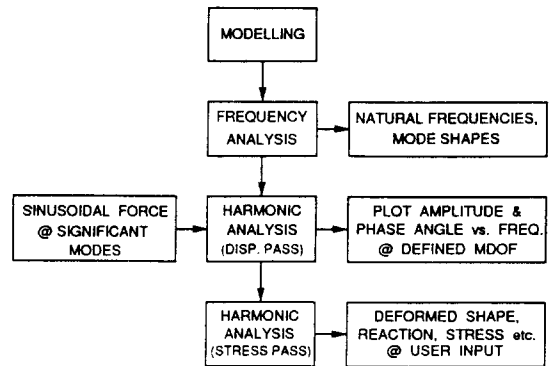 MODELLING
FREQUENCY
ANALYSIS
NATURAL FREQUENCIES,
MODE SHAPES
SINUSOIDAL FORCE
@ SIGNIFICANT
MODES
HARMONIC
ANALYSIS
(DISP. PASS)
PLOT AMPLITUDE &
PHASE ANGLE vs. FREQ.
@ DEFINED MDOF
HARMONIC
ANALYSIS
(STRESS PASS)
DEFORMED SHAPE,
REACTION, STRESS etc.
@ USER INPUT